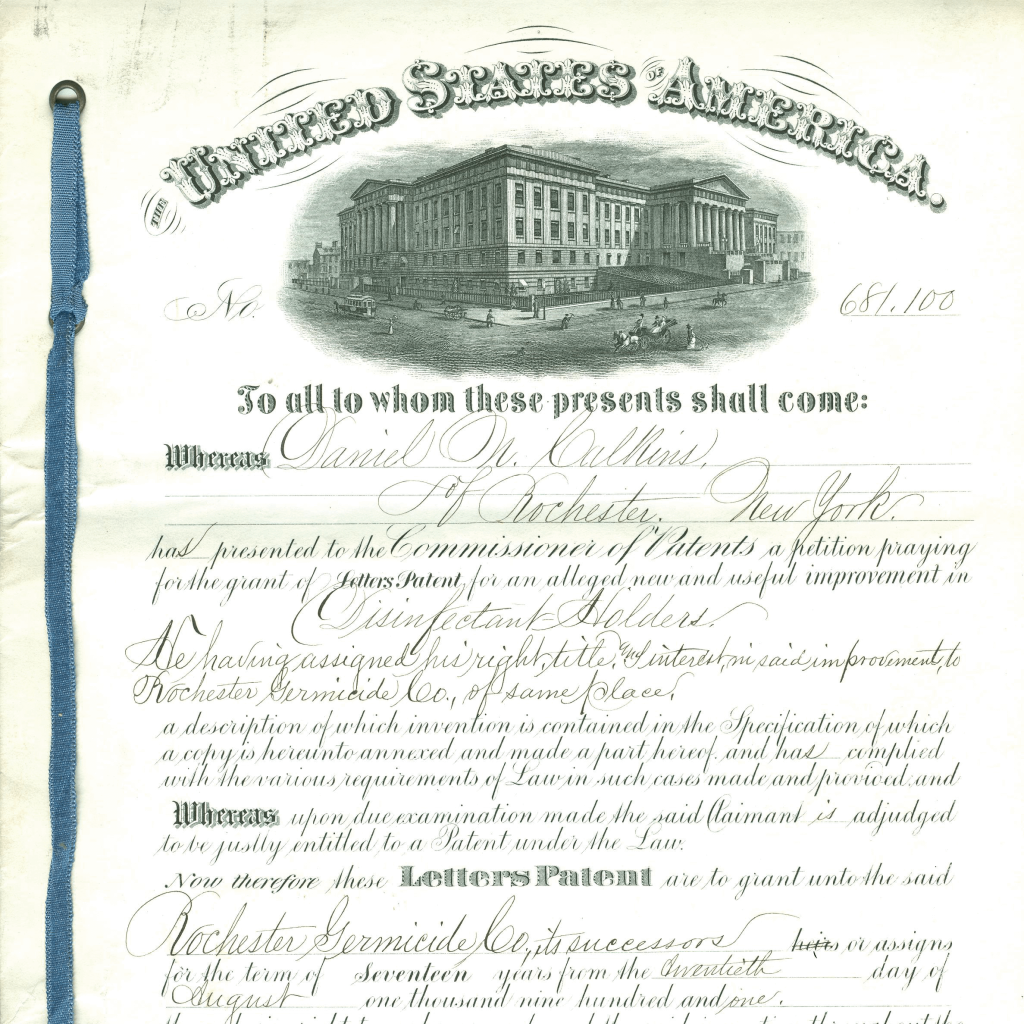 THE UNITED STATES OF AMERICA.
No. 681.100
To all to whom these presents shall come:
Whereas Daniel N. Calkins,
of Rochester, New York.
has presented to the Commissioner of Patents a petition praying
for the grant of Letters Patent, for an alleged new and useful improvement in
Disinfectant-Holders.
He having assigned his right, title, and interest, in said improvement, to
Rochester Germicide Co., of same place,
a description of which invention is contained in the Specification of which
a copy is hereunto annexed and made a part hereof, and has complied
with the various requirements of Law in such cases made and provided, and
Whereas upon due examination made the said Claimant is adjudged
to be justly entitled to a Patent under the Law.
Now therefore these Letters Patent are to grant unto the said
Rochester Germicide Co., its successors heirs or assigns
for the term of Seventeen years from the twentieth day of
August one thousand nine hundred and one.